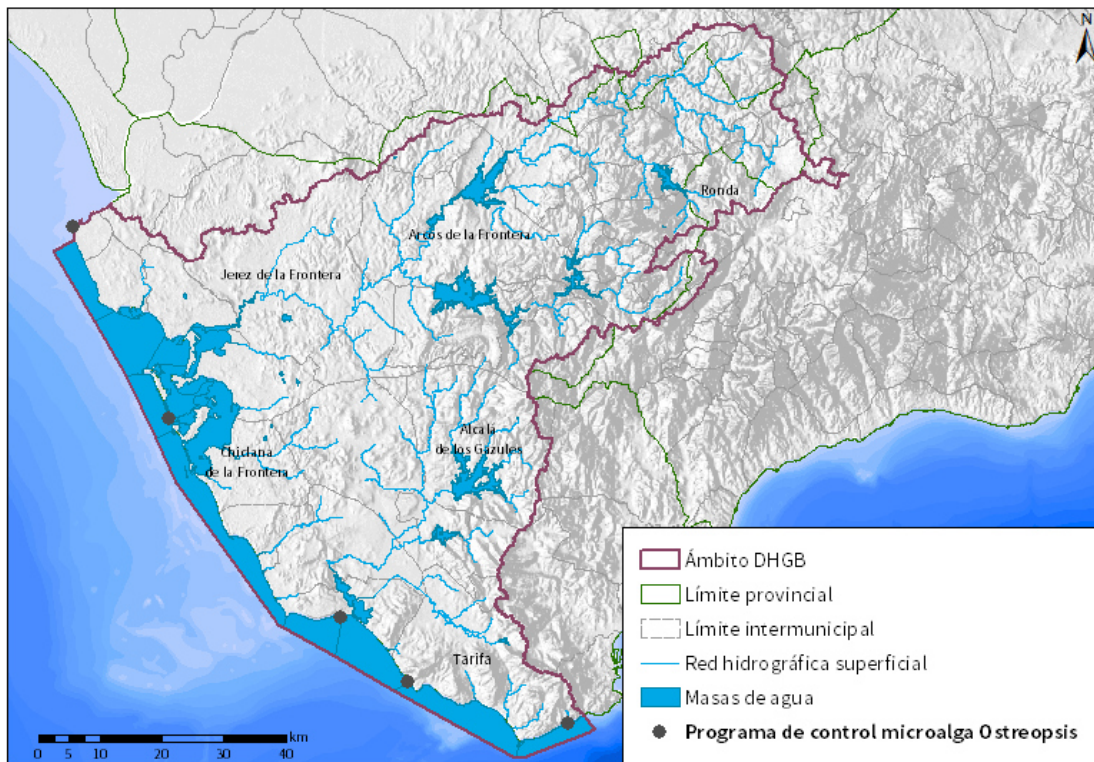 N
Ronda
Arcos de la Frontera
Jerez de la Frontera
Alcala
de los Gazules
Chiclana
de la Frontera
Tarifa
km
0 5 10 20 30 40
Ámbito DHGB
Límite provincial
Límite intermunicipal
Red hidrográfica superficial
Masas de agua
Programa de control microalga Ostreopsis